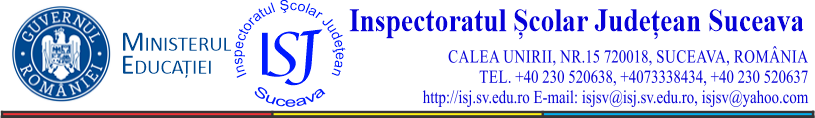 GUVERNUL ROMÂNIEI
MINISTERUL
EDUCAȚIEI
Inspectoratul Școlar Județean
ISJ
Suceava
Inspectoratul Școlar Județean Suceava
CALEA UNIRII, NR.15 720018, SUCEAVA, ROMÂNIA
TEL. +40 230 520638, +4073338434, +40 230 520637
http://isj.sv.edu.ro E-mail: isjsv@isj.sv.edu.ro, isjsv@yahoo.com